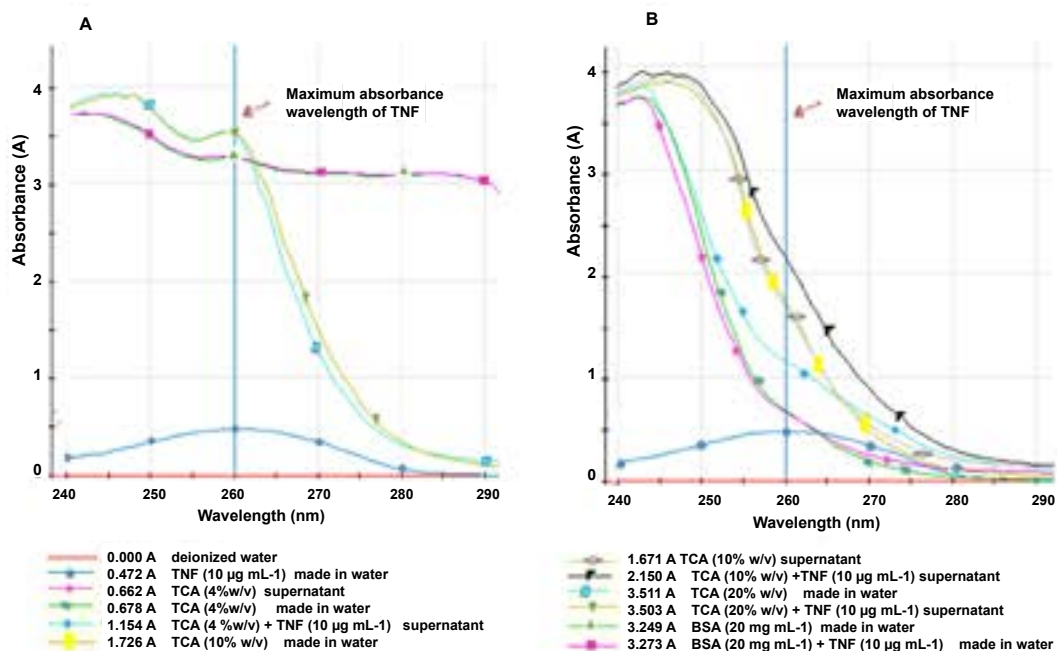 A
Absorbance (A)
4
3
2
1
0
Maximum absorbance
wavelength of TNF
240 250 260 270 280 290
Wavelength (nm)
B
Absorbance (A)
4
3
2
1
0
Maximum absorbance
wavelength of TNF
240 250 260 270 280 290
Wavelength (nm)
0.000 A deionized water
0.472 A TNF (10 µg mL-1) made in water
0.662 A TCA (4%w/v) supernatant
0.678 A TCA (4%w/v) made in water
1.154 A TCA (4 %w/v) + TNF (10 µg mL-1) supernatant
1.726 A TCA (10% w/v) made in water
1.671 A TCA (10% w/v) supernatant
2.150 A TCA (10% w/v) +TNF (10 µg mL-1) supernatant
3.511 A TCA (20% w/v) made in water
3.503 A TCA (20% w/v) + TNF (10 µg mL-1) supernatant
3.249 A BSA (20 mg mL-1) made in water
3.273 A BSA (20 mg mL-1) + TNF (10 µg mL-1) made in water